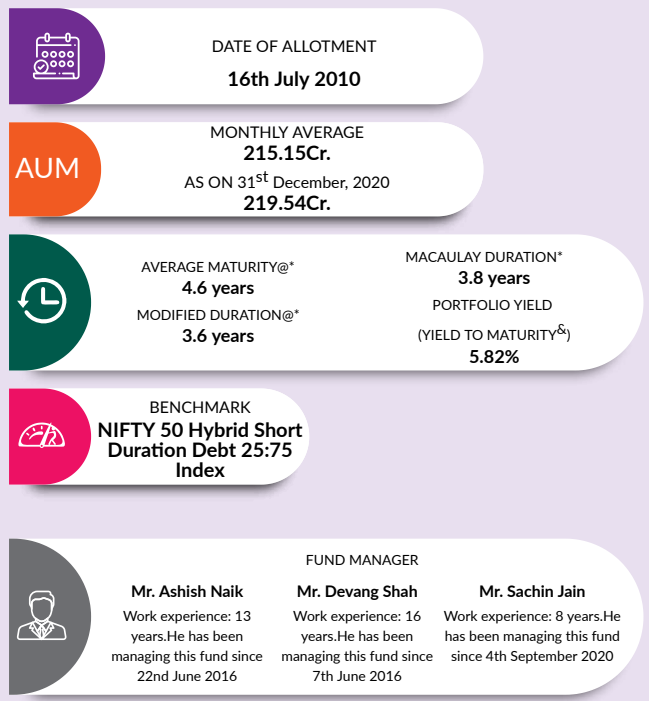 DATE OF ALLOTMENT
16th July 2010
AUM
MONTHLY AVERAGE
215.15Cr.
AS ON 31st December, 2020
219.54Cr.
AVERAGE MATURITY@*
4.6 years
MODIFIED DURATION@*
3.6 years
MACAULAY DURATION*
3.8 years
PORTFOLIO YIELD
(YIELD TO MATURITY&)
5.82%
BENCHMARK
NIFTY 50 Hybrid Short
Duration Debt 25:75
Index
FUND MANAGER
Mr. Ashish Naik
Work experience: 13
years.He has been
managing this fund since
22nd June 2016
Mr. Devang Shah
Work experience: 16
years.He has been
managing this fund since
7th June 2016
Mr. Sachin Jain
Work experience: 8 years.He
has been managing this fund
since 4th September 2020